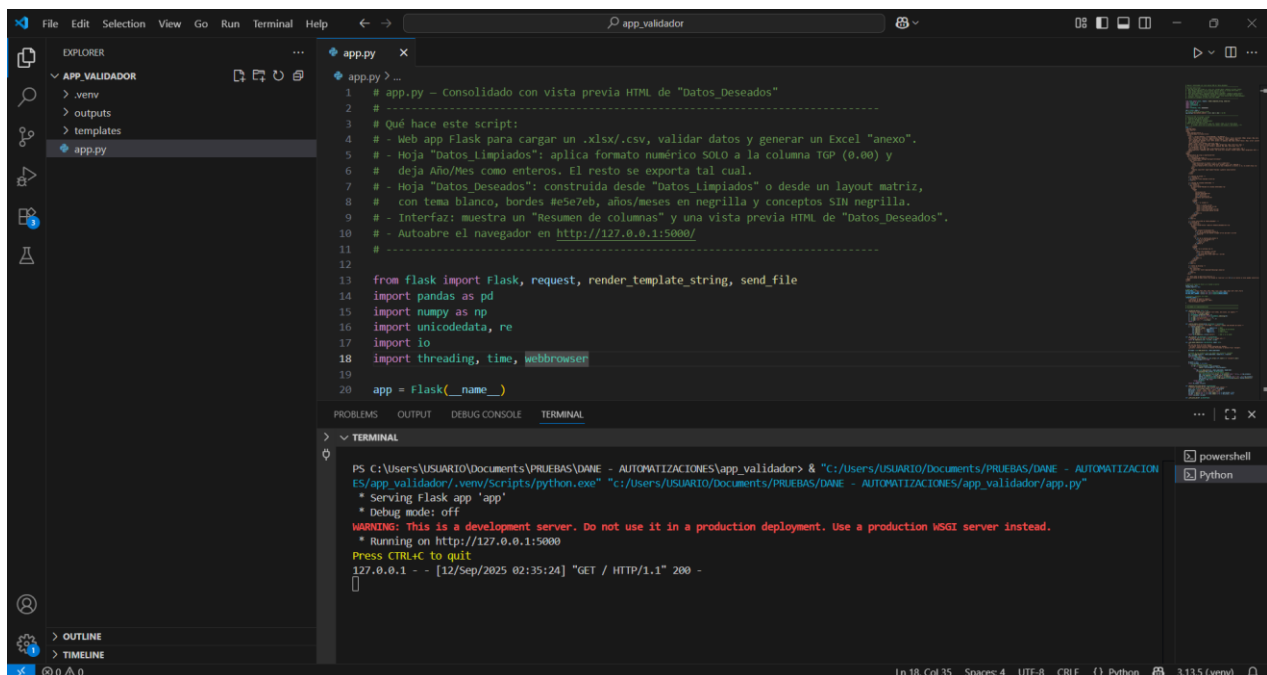 File Edit Selection View Go Run Terminal Help
app_validador
EXPLORER
APP_VALIDADOR
.venv
outputs
templates
app.py
3
app.py
app.py > ...
1 # app.py — Consolidado con vista previa HTML de "Datos_Deseados"
2 # -----------------------------------------------------------------------------
3 # Qué hace este script:
4 # - Web app Flask para cargar un .xlsx/.csv, validar datos y generar un Excel "anexo".
5 # - Hoja "Datos_Limpiados": aplica formato numérico SOLO a la columna TGP (0.00) y
6 #   deja Año/Mes como enteros. El resto se exporta tal cual.
7 # - Hoja "Datos_Deseados": construida desde "Datos_Limpiados" o desde un layout matriz,
8 #   con tema blanco, bordes #e5e7eb, años/meses en negrilla y conceptos SIN negrilla.
9 # - Interfaz: muestra un "Resumen de columnas" y una vista previa HTML de "Datos_Deseados".
10 # - Autoabre el navegador en http://127.0.0.1:5000/
11 # -----------------------------------------------------------------------------
12
13 from flask import Flask, request, render_template_string, send_file
14 import pandas as pd
15 import numpy as np
16 import unicodedata, re
17 import io
18 import threading, time, webbrowser
19
20 app = Flask(__name__)
PROBLEMS OUTPUT DEBUG CONSOLE TERMINAL
TERMINAL
PS C:\Users\USUARIO\Documents\PRUEBAS\DANE - AUTOMATIZACIONES\app_validador> & "C:/Users/USUARIO/Documents/PRUEBAS/DANE - AUTOMATIZACION
ES/app_validador/.venv/Scripts/python.exe" "c:/Users/USUARIO/Documents/PRUEBAS/DANE - AUTOMATIZACIONES/app_validador/app.py"
* Serving Flask app 'app'
* Debug mode: off
WARNING: This is a development server. Do not use it in a production deployment. Use a production WSGI server instead.
* Running on http://127.0.0.1:5000
Press CTRL+C to quit
127.0.0.1 - - [12/Sep/2025 02:35:24] "GET / HTTP/1.1" 200 -
powershell
Python
OUTLINE
TIMELINE
1
0 0
Ln 18, Col 35 Spaces: 4 UTF-8 CRLF {} Python 3.13.5 (.venv)